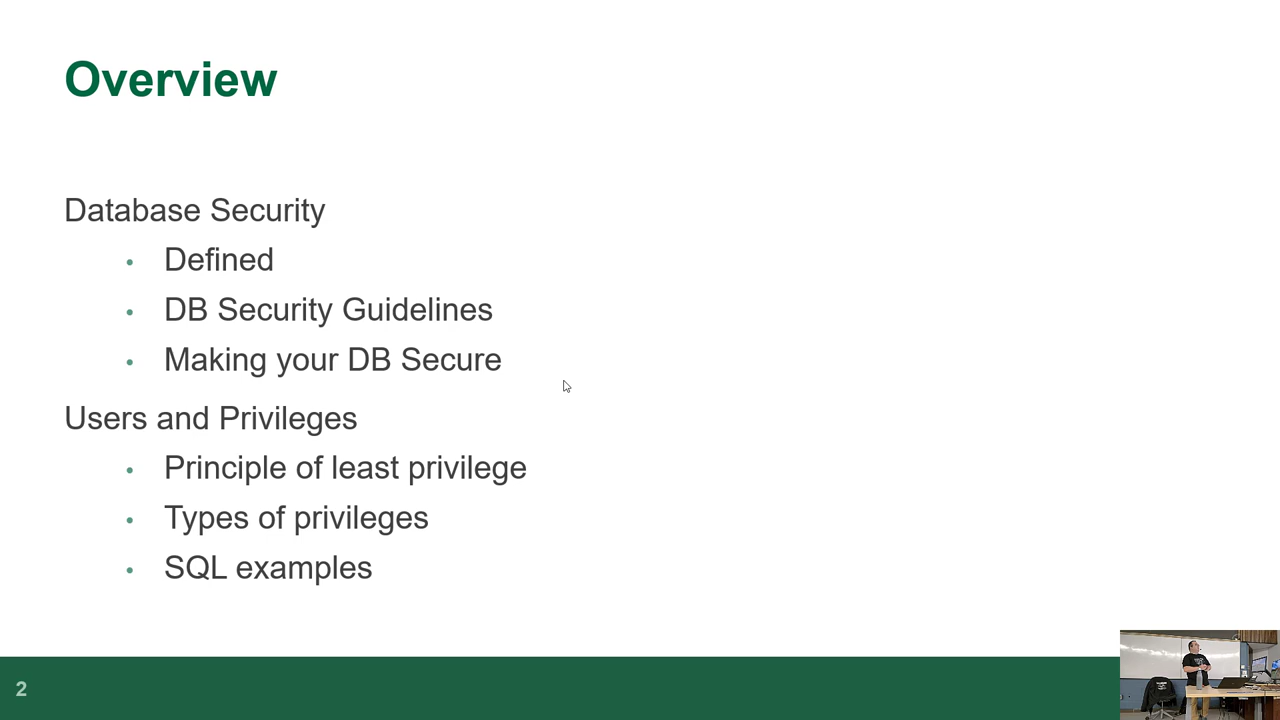 Overview
Database Security
• Defined
• DB Security Guidelines
• Making your DB Secure
Users and Privileges
• Principle of least privilege
• Types of privileges
• SQL examples
2